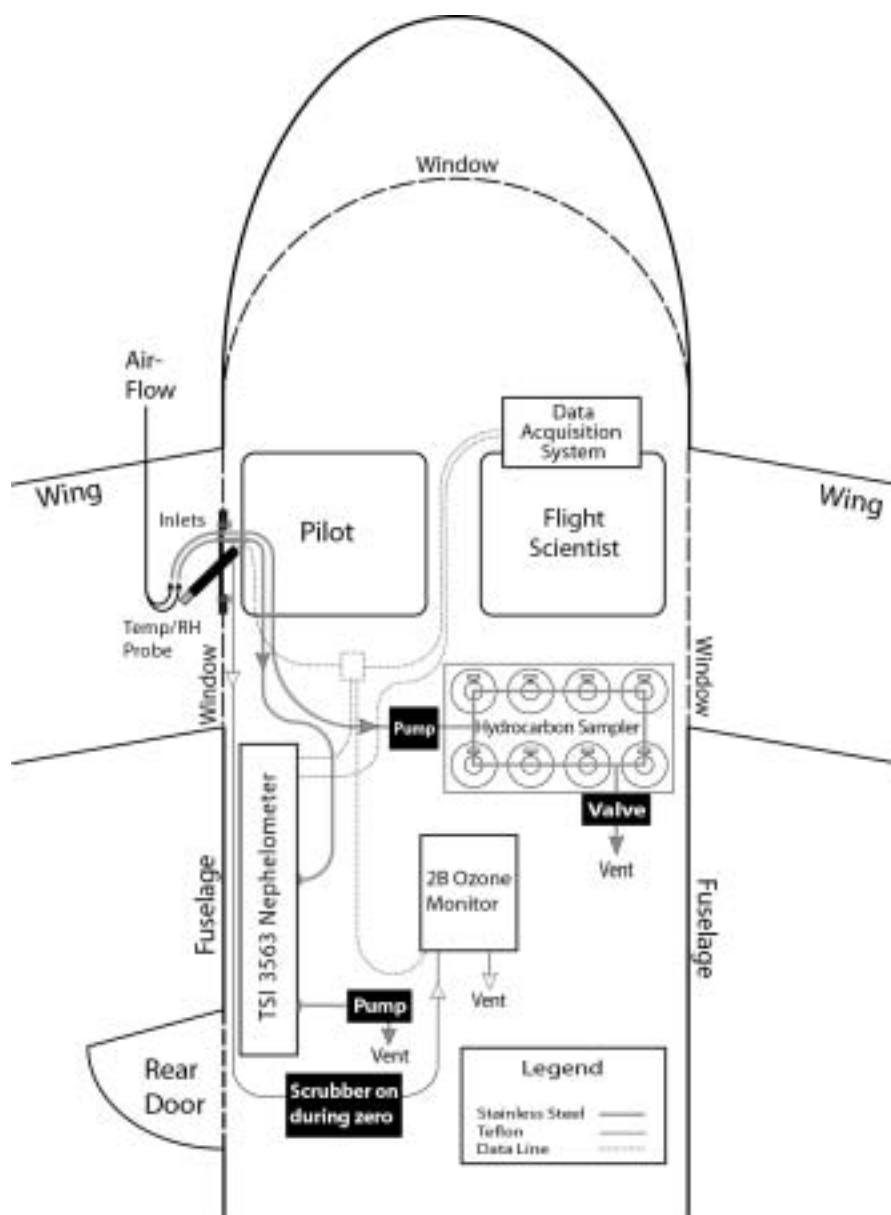 Window
Air-
Flow
Data
Acquisition
System
Wing
Wing
Inlets
Pilot
Flight
Scientist
Temp/RH
Probe
Window
Window
Pump
Hydrocarbon Sampler
Valve
Vent
Fuselage
TSI 3563 Nephelometer
2B Ozone
Monitor
Fuselage
Vent
Pump
Vent
Rear
Door
Scrubber on
during zero
Legend
Stainless Steel
Teflon
Data Line